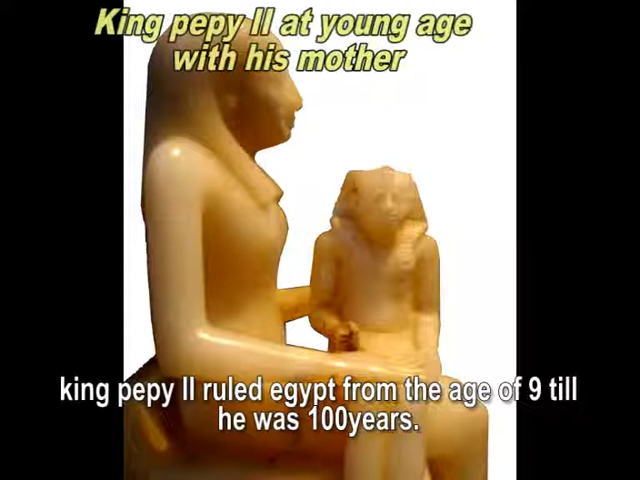 King pepy II at young age
with his mother
king pepy II ruled egypt from the age of 9 till
he was 100years.